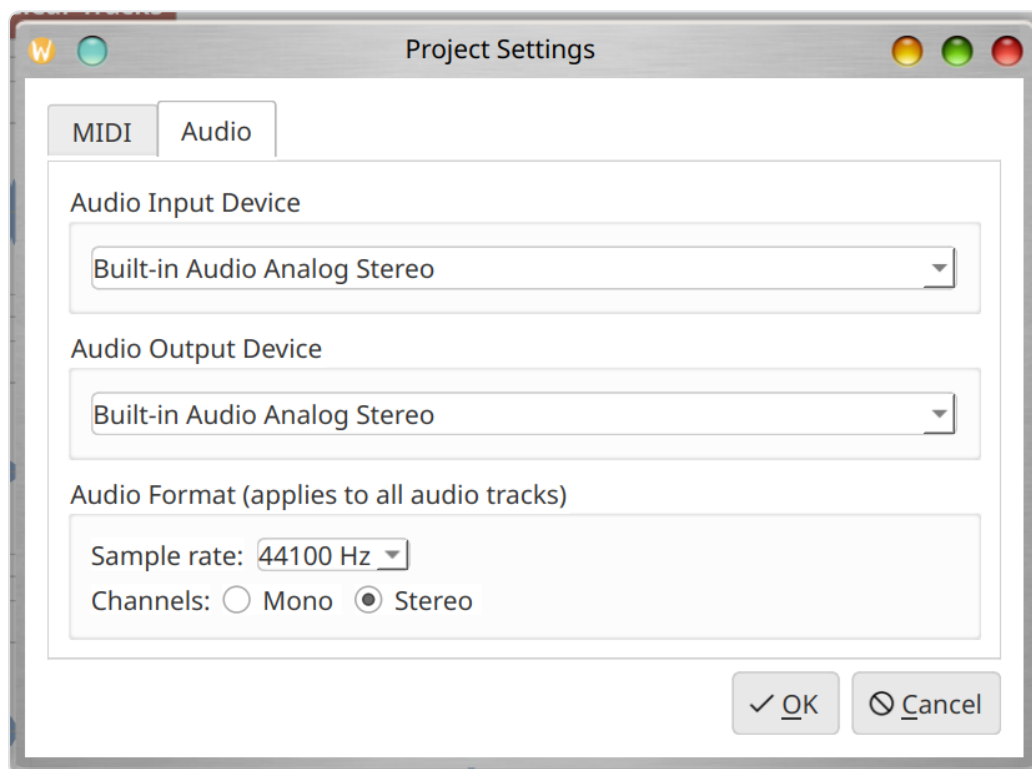 Project Settings
MIDI
Audio
Audio Input Device
Built-in Audio Analog Stereo
Audio Output Device
Built-in Audio Analog Stereo
Audio Format (applies to all audio tracks)
Sample rate: 44100 Hz
Channels: Mono Stereo
OK Cancel